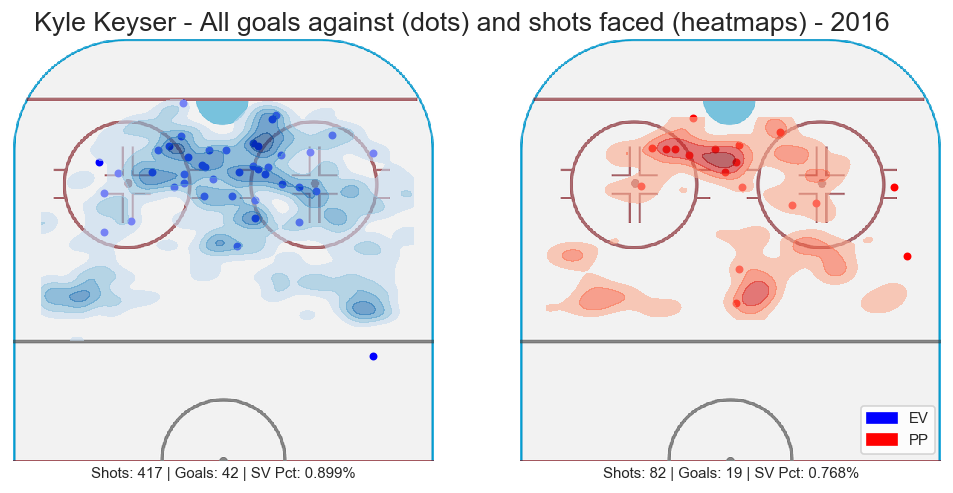 Kyle Keyser - All goals against (dots) and shots faced (heatmaps) - 2016
EV
PP
Shots: 417 | Goals: 42 | SV Pct: 0.899%
Shots: 82 | Goals: 19 | SV Pct: 0.768%